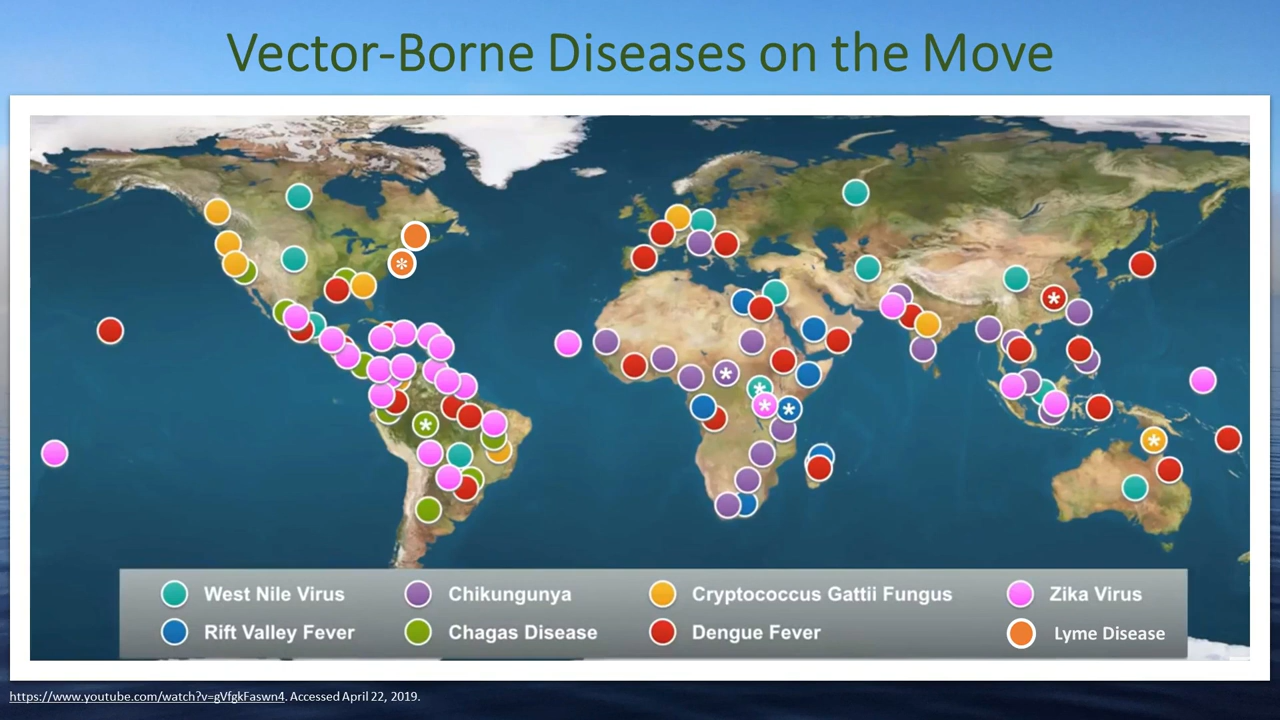 Vector-Borne Diseases on the Move
West Nile Virus Chikungunya Cryptococcus Gattii Fungus Zika Virus
Rift Valley Fever Chagas Disease Dengue Fever Lyme Disease
https://www.youtube.com/watch?v=gVfgkFaswn4. Accessed April 22, 2019.